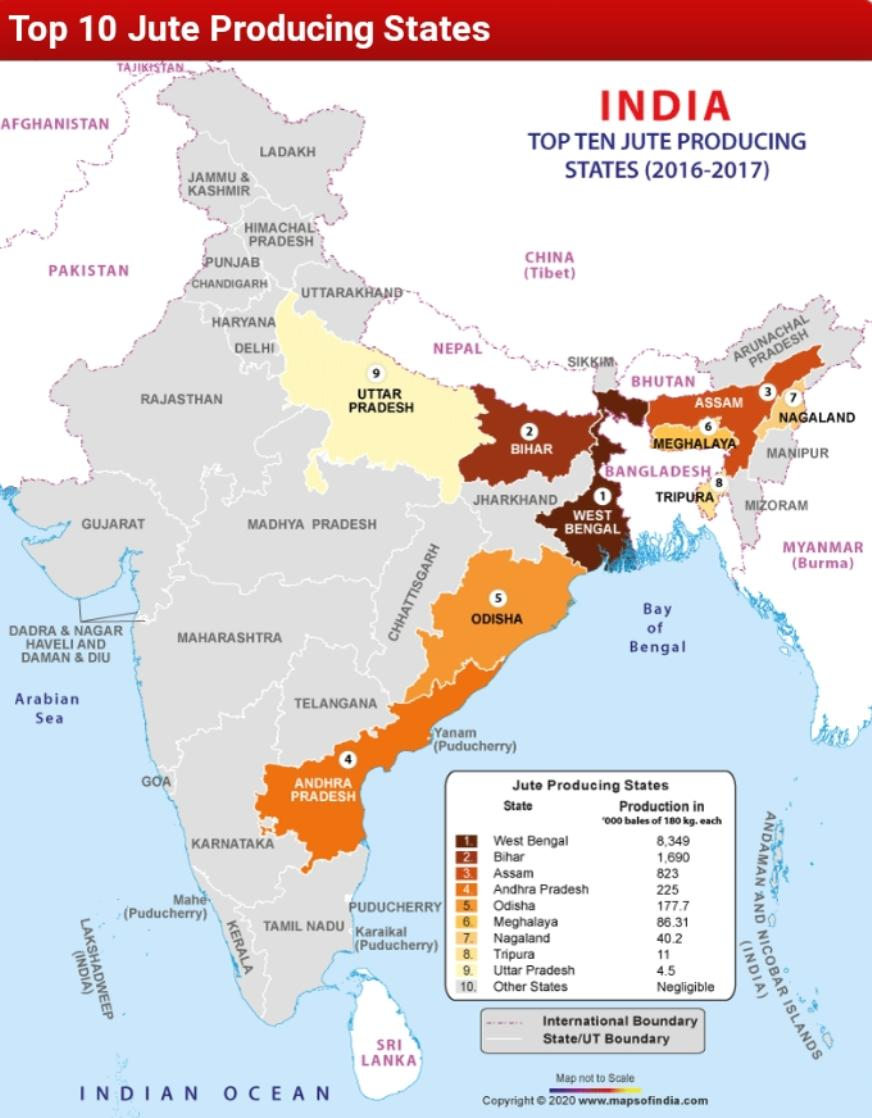 Top 10 Jute Producing States
TAJIKISTAN
AFGHANISTAN
INDIA
TOP TEN JUTE PRODUCING
STATES (2016-2017)
LADAKH
JAMMU &
KASHMIR
HIMACHAL
PRADESH
PUNJAB
CHANDIGARH
PAKISTAN
CHINA
(Tibet)
UTTARAKHAND
HARYANA
DELHI
NEPAL
SIKKIM
BHUTAN
ARUNACHAL
PRADESH
RAJASTHAN
9
UTTAR
PRADESH
2
BIHAR
3
ASSAM
7
NAGALAND
6
MEGHALAYA
MANIPUR
BANGLADESH
8
TRIPURA
MIZORAM
JHARKHAND
1
WEST
BENGAL
GUJARAT
MADHYA PRADESH
MYANMAR
(Burma)
CHHATTISGARH
5
ODISHA
DADRA & NAGAR
HAVELI AND
DAMAN & DIU
MAHARASHTRA
Bay
of
Bengal
Arabian
Sea
TELANGANA
Yanam
(Puducherry)
4
ANDHRA
PRADESH
GOA
KARNATAKA
Mahe
(Puducherry)
PUDUCHERRY
TAMIL NADU
Karaikal
(Puducherry)
KERALA
LAKSHADWEEP
(INDIA)
ANDAMAN AND NICOBAR ISLANDS
(INDIA)
SRI
LANKA
INDIAN OCEAN
Jute Producing States
State Production in
'000 bales of 180 kg. each
1. West Bengal 8,349
2. Bihar 1,690
3. Assam 823
4. Andhra Pradesh 225
5. Odisha 177.7
6. Meghalaya 86.31
7. Nagaland 40.2
8. Tripura 11
9. Uttar Pradesh 4.5
10. Other States Negligible
International Boundary
State/UT Boundary
Map not to Scale
Copyright © 2020 www.mapsofindia.com